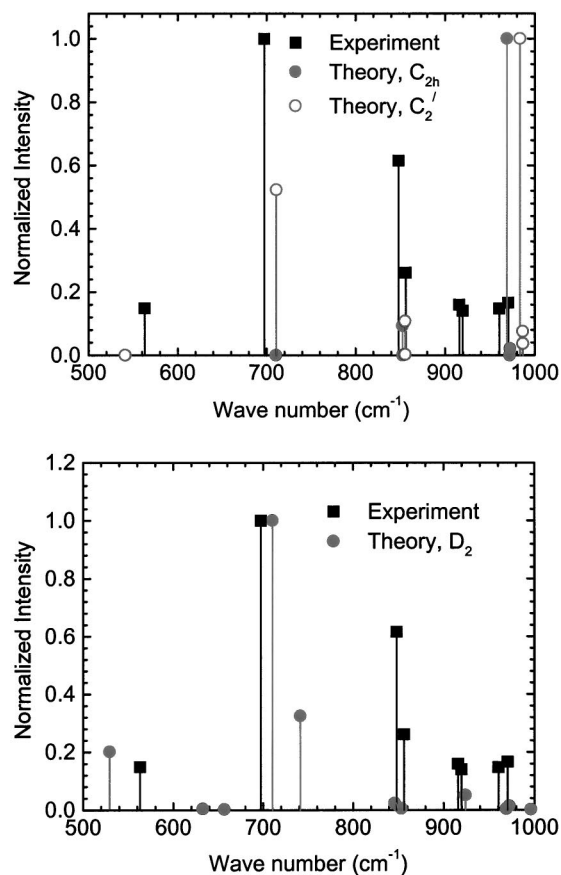 Normalized Intensity
1.0
0.8
0.6
0.4
0.2
0.0
Experiment
Theory, C2h
Theory, C2/
500 600 700 800 900 1000
Wave number (cm-1)
Normalized Intensity
1.2
1.0
0.8
0.6
0.4
0.2
0.0
Experiment
Theory, D2
500 600 700 800 900 1000
Wave number (cm-1)